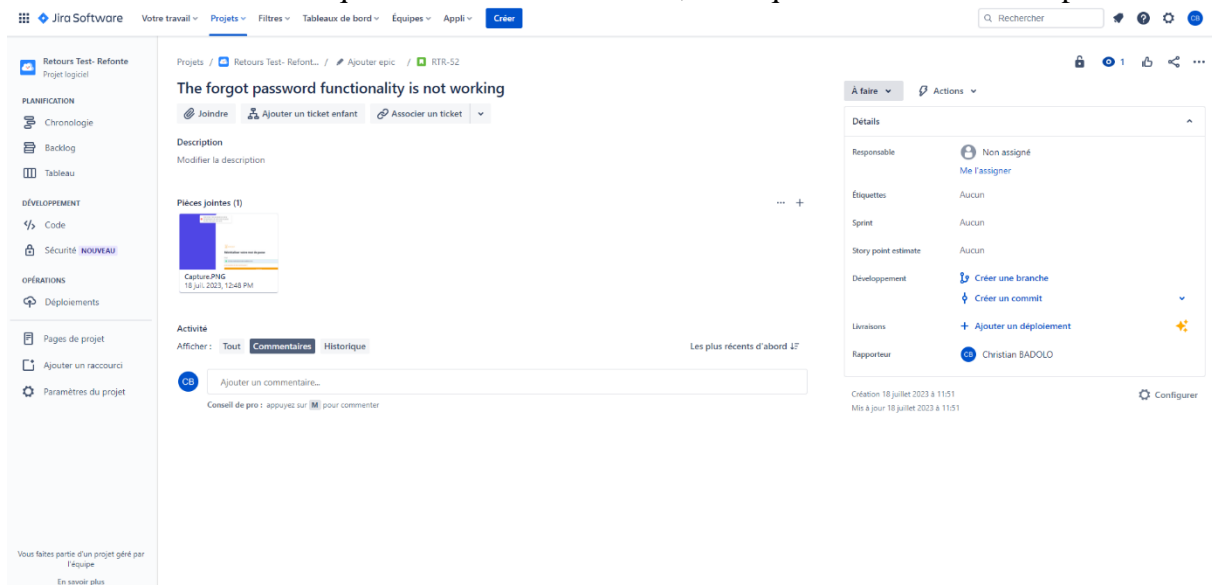 Jira Software Votre travail Projets Filtres Tableaux de bord Équipes Appli Créer Rechercher CB
Retours Test- Refonte
Projet logiciel
PLANIFICATION
Chronologie
Backlog
Tableau
DÉVELOPPEMENT
Code
Sécurité NOUVEAU
OPÉRATIONS
Déploiements
Pages de projet
Ajouter un raccourci
Paramètres du projet
Vous faites partie d'un projet géré par
l'équipe
En savoir plus
Projets / Retours Test- Refont... / Ajouter epic / RTR-52
The forgot password functionality is not working
Joindre Ajouter un ticket enfant Associer un ticket
Description
Modifier la description
Pièces jointes (1)
Capture.PNG
18 juil. 2023, 12:48 PM
Activité
Afficher : Tout Commentaires Historique Les plus récents d'abord
CB Ajouter un commentaire...
Conseil de pro : appuyez sur M pour commenter
1
À faire Actions
Détails
Responsable Non assigné
Me l'assigner
Étiquettes Aucun
Sprint Aucun
Story point estimate Aucun
Développement Créer une branche
Créer un commit
Livraisons Ajouter un déploiement
Rapporteur CB Christian BADOLO
Création 18 juillet 2023 à 11:51
Mis à jour 18 juillet 2023 à 11:51
Configurer